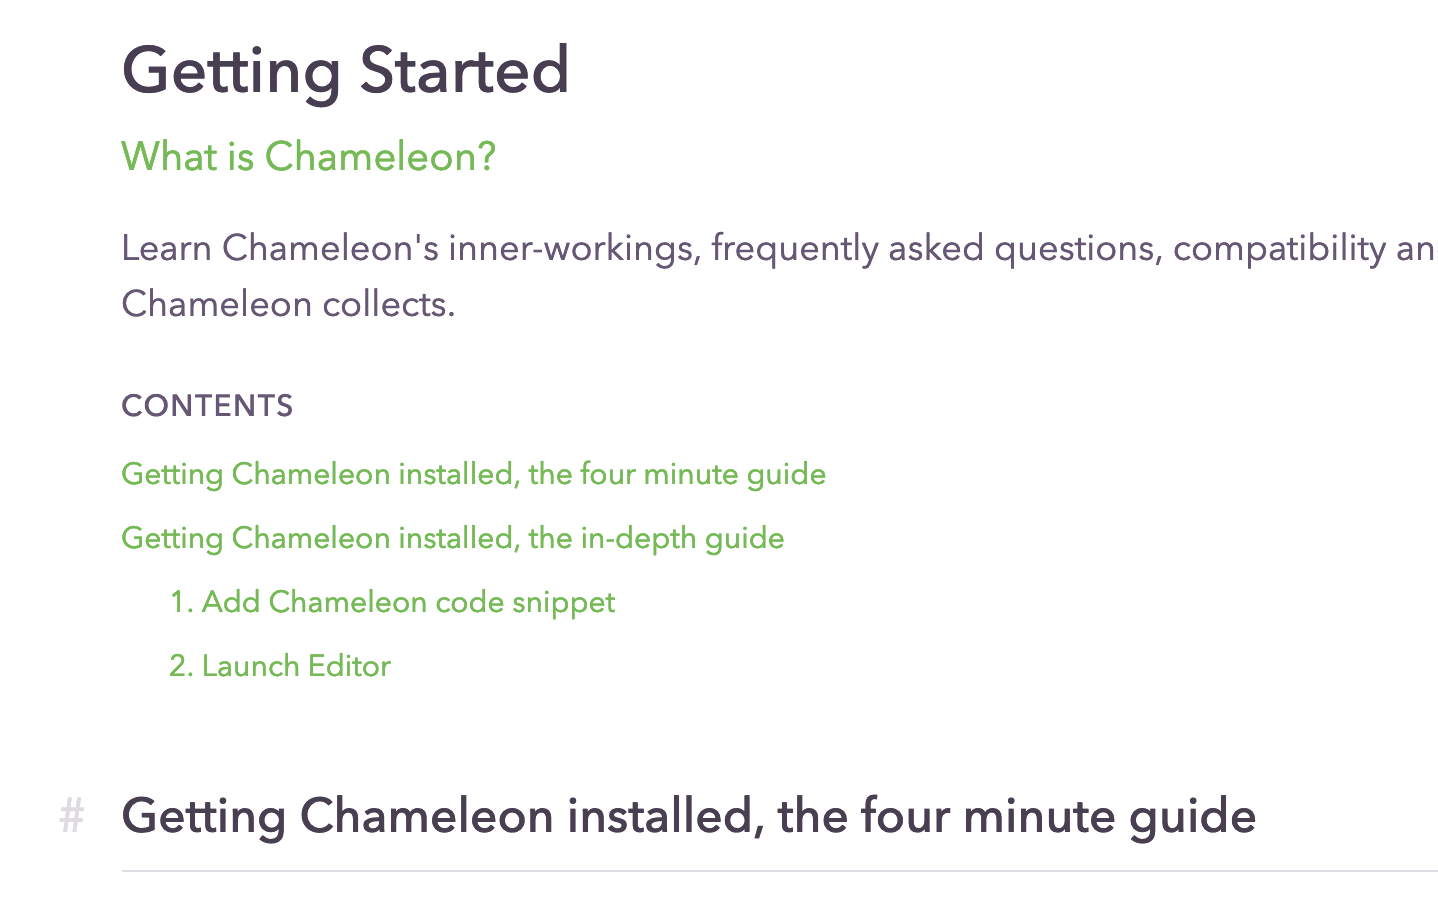 Getting Started
What is Chameleon?
Learn Chameleon's inner-workings, frequently asked questions, compatibility an
Chameleon collects.
CONTENTS
Getting Chameleon installed, the four minute guide
Getting Chameleon installed, the in-depth guide
1. Add Chameleon code snippet
2. Launch Editor
# Getting Chameleon installed, the four minute guide